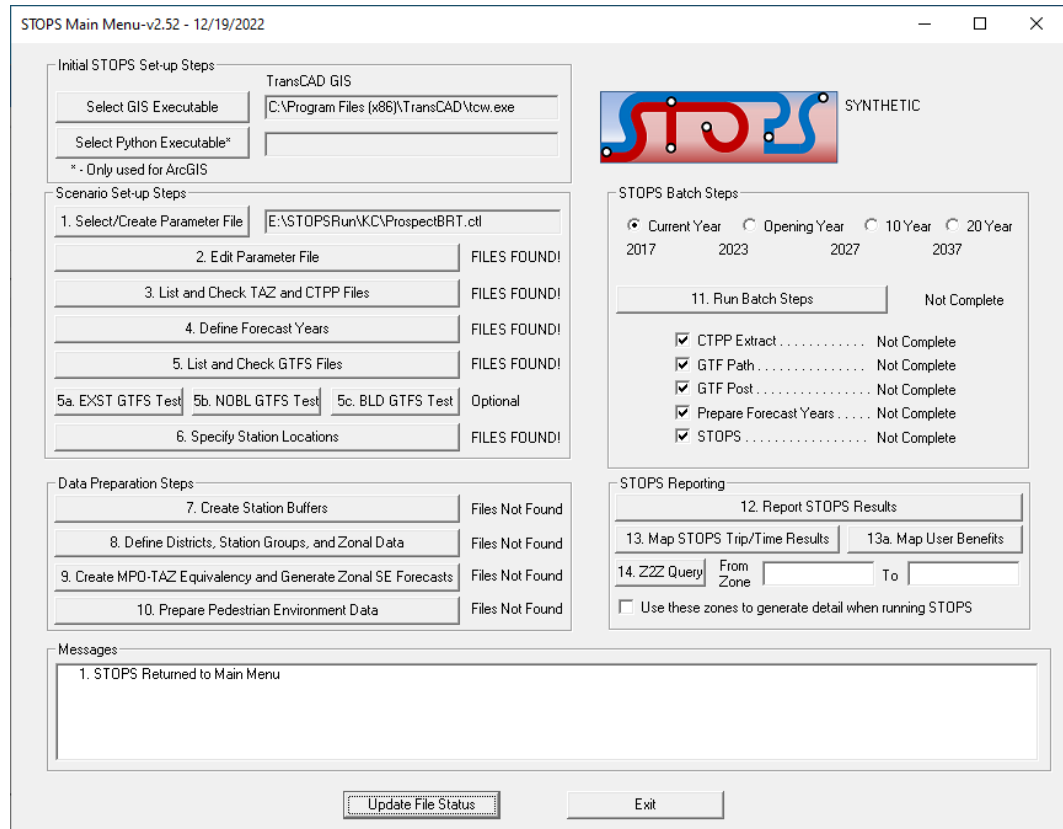 STOPS Main Menu-v2.52 - 12/19/2022
Initial STOPS Set-up Steps
TransCAD GIS
Select GIS Executable
C:\Program Files (x86)\TransCAD\tcw.exe
Select Python Executable*
* - Only used for ArcGIS
STOPS
SYNTHETIC
Scenario Set-up Steps
1. Select/Create Parameter File
E:\STOPSRun\KC\ProspectBRT.ctl
2. Edit Parameter File
FILES FOUND!
3. List and Check TAZ and CTPP Files
FILES FOUND!
4. Define Forecast Years
FILES FOUND!
5. List and Check GTFS Files
FILES FOUND!
5a. EXST GTFS Test
5b. NOBL GTFS Test
5c. BLD GTFS Test
Optional
6. Specify Station Locations
FILES FOUND!
STOPS Batch Steps
Current Year
Opening Year
10 Year
20 Year
2017
2023
2027
2037
11. Run Batch Steps
Not Complete
CTPP Extract . . . . . . . . . . . . Not Complete
GTF Path . . . . . . . . . . . . . . . Not Complete
GTF Post . . . . . . . . . . . . . . . Not Complete
Prepare Forecast Years . . . . . Not Complete
STOPS . . . . . . . . . . . . . . . . . Not Complete
Data Preparation Steps
7. Create Station Buffers
Files Not Found
8. Define Districts, Station Groups, and Zonal Data
Files Not Found
9. Create MPO-TAZ Equivalency and Generate Zonal SE Forecasts
Files Not Found
10. Prepare Pedestrian Environment Data
Files Not Found
STOPS Reporting
12. Report STOPS Results
13. Map STOPS Trip/Time Results
13a. Map User Benefits
14. Z2Z Query
From
Zone
To
Use these zones to generate detail when running STOPS
Messages
1. STOPS Returned to Main Menu
Update File Status
Exit